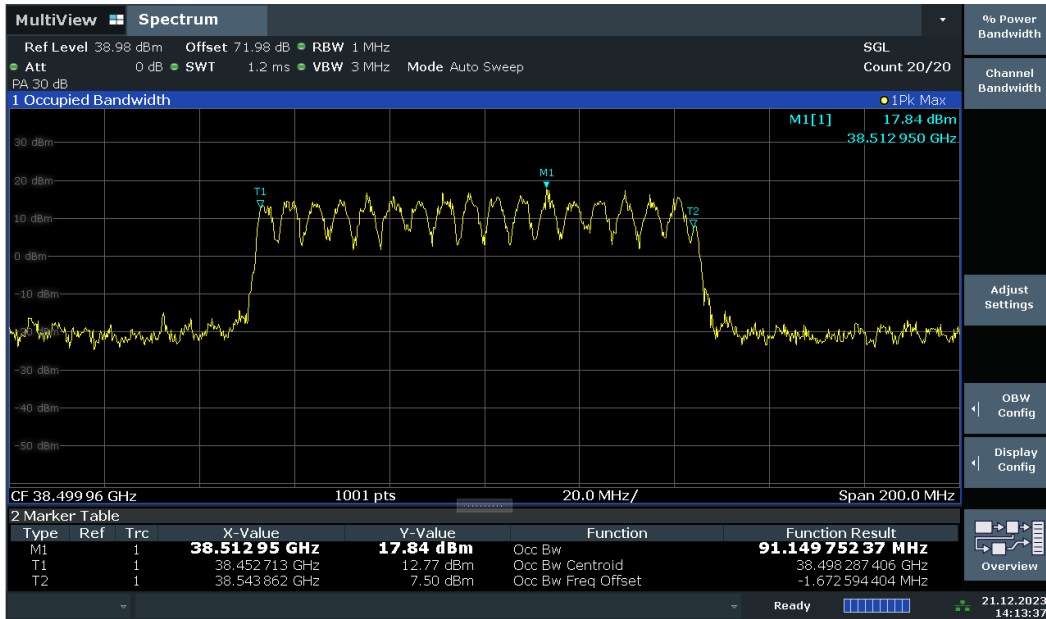 MultiView Spectrum
Ref Level 38.98 dBm Offset 71.98 dB RBW 1 MHz SGL
Att 0 dB SWT 1.2 ms VBW 3 MHz Mode Auto Sweep Count 20/20
PA 30 dB
1 Occupied Bandwidth 1Pk Max
M1[1] 17.84 dBm
38.512 950 GHz
30 dBm
20 dBm
10 dBm
0 dBm
-10 dBm
-20 dBm
-30 dBm
-40 dBm
-50 dBm
T1
M1
T2
CF 38.499 96 GHz 1001 pts 20.0 MHz/ Span 200.0 MHz
2 Marker Table
Type Ref Trc X-Value Y-Value Function Function Result
M1 1 38.512 95 GHz 17.84 dBm Occ Bw 91.149 752 37 MHz
T1 1 38.452 713 GHz 12.77 dBm Occ Bw Centroid 38.498 287 406 GHz
T2 1 38.543 862 GHz 7.50 dBm Occ Bw Freq Offset -1.672 594 404 MHz
Ready 21.12.2023
14:13:37
% Power
Bandwidth
Channel
Bandwidth
Adjust
Settings
OBW
Config
Display
Config
Overview